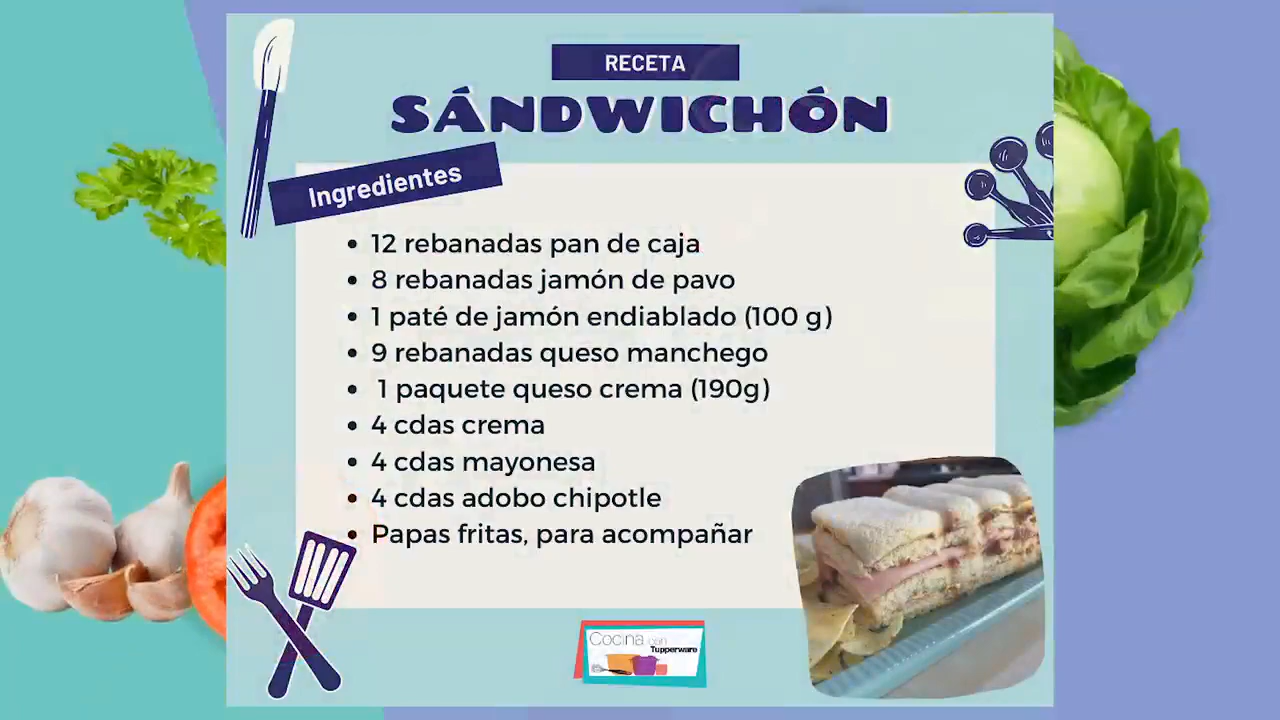 RECETA
SÁNDWICHÓN
Ingredientes
• 12 rebanadas pan de caja
• 8 rebanadas jamón de pavo
• 1 paté de jamón endiablado (100 g)
• 9 rebanadas queso manchego
• 1 paquete queso crema (190g)
• 4 cdas crema
• 4 cdas mayonesa
• 4 cdas adobo chipotle
• Papas fritas, para acompañar
Cocina con
Tupperware